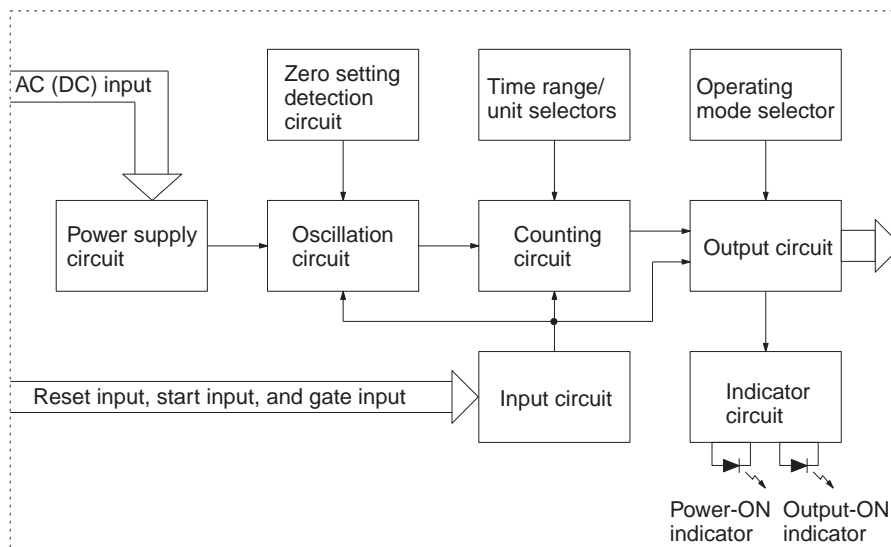 AC (DC) input
Zero setting
detection
circuit
Time range/
unit selectors
Operating
mode selector
Power supply
circuit
Oscillation
circuit
Counting
circuit
Output circuit
Reset input, start input, and gate input
Input circuit
Indicator
circuit
Power-ON
indicator
Output-ON
indicator